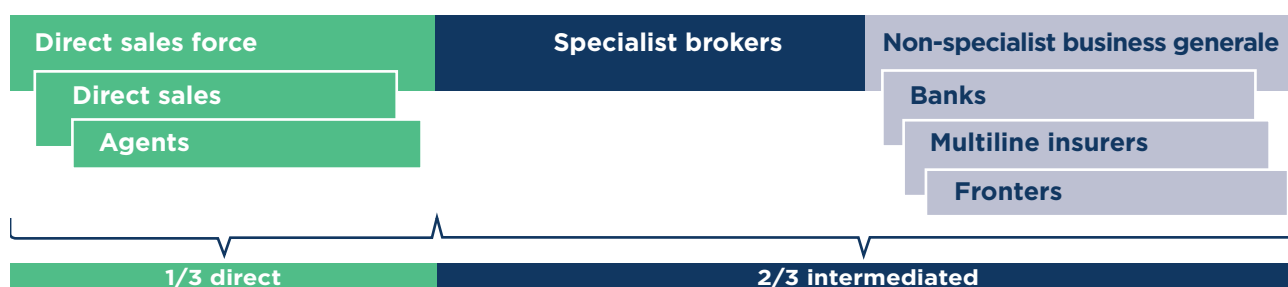 Direct sales force
Direct sales
Agents
Specialist brokers
Non-specialist business generale
Banks
Multiline insurers
Fronters
1/3 direct
2/3 intermediated